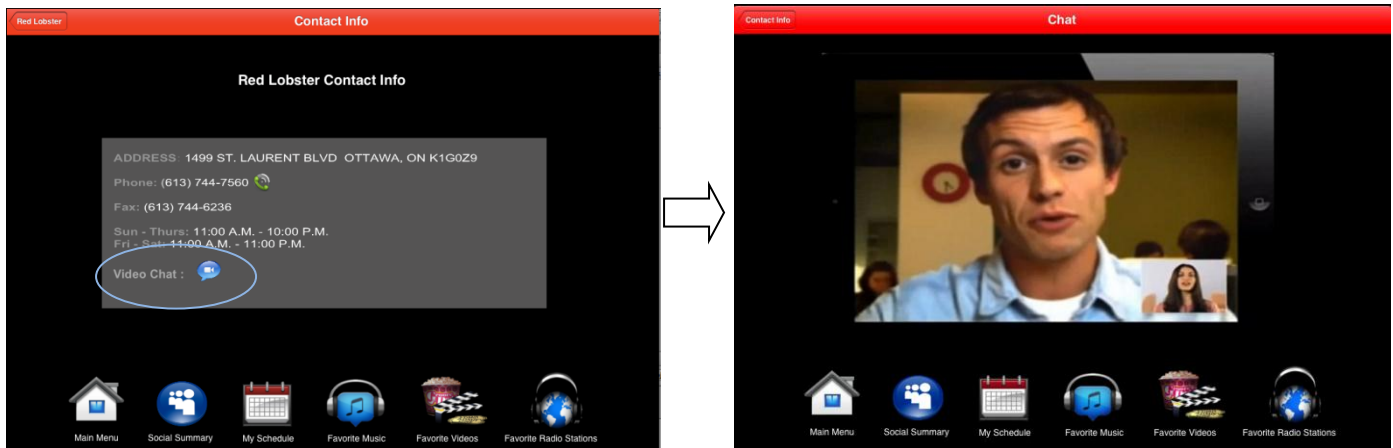 Red Lobster
Contact Info
Red Lobster Contact Info
ADDRESS: 1499 ST. LAURENT BLVD OTTAWA, ON K1G0Z9
Phone: (613) 744-7560
Fax: (613) 744-6236
Sun - Thurs: 11:00 A.M. - 10:00 P.M.
Fri - Sat: 11:00 A.M. - 11:00 P.M.
Video Chat :
Main Menu
Social Summary
My Schedule
Favorite Music
Favorite Videos
Favorite Radio Stations
Contact Info
Chat
Main Menu
Social Summary
My Schedule
Favorite Music
Favorite Videos
Favorite Radio Stations